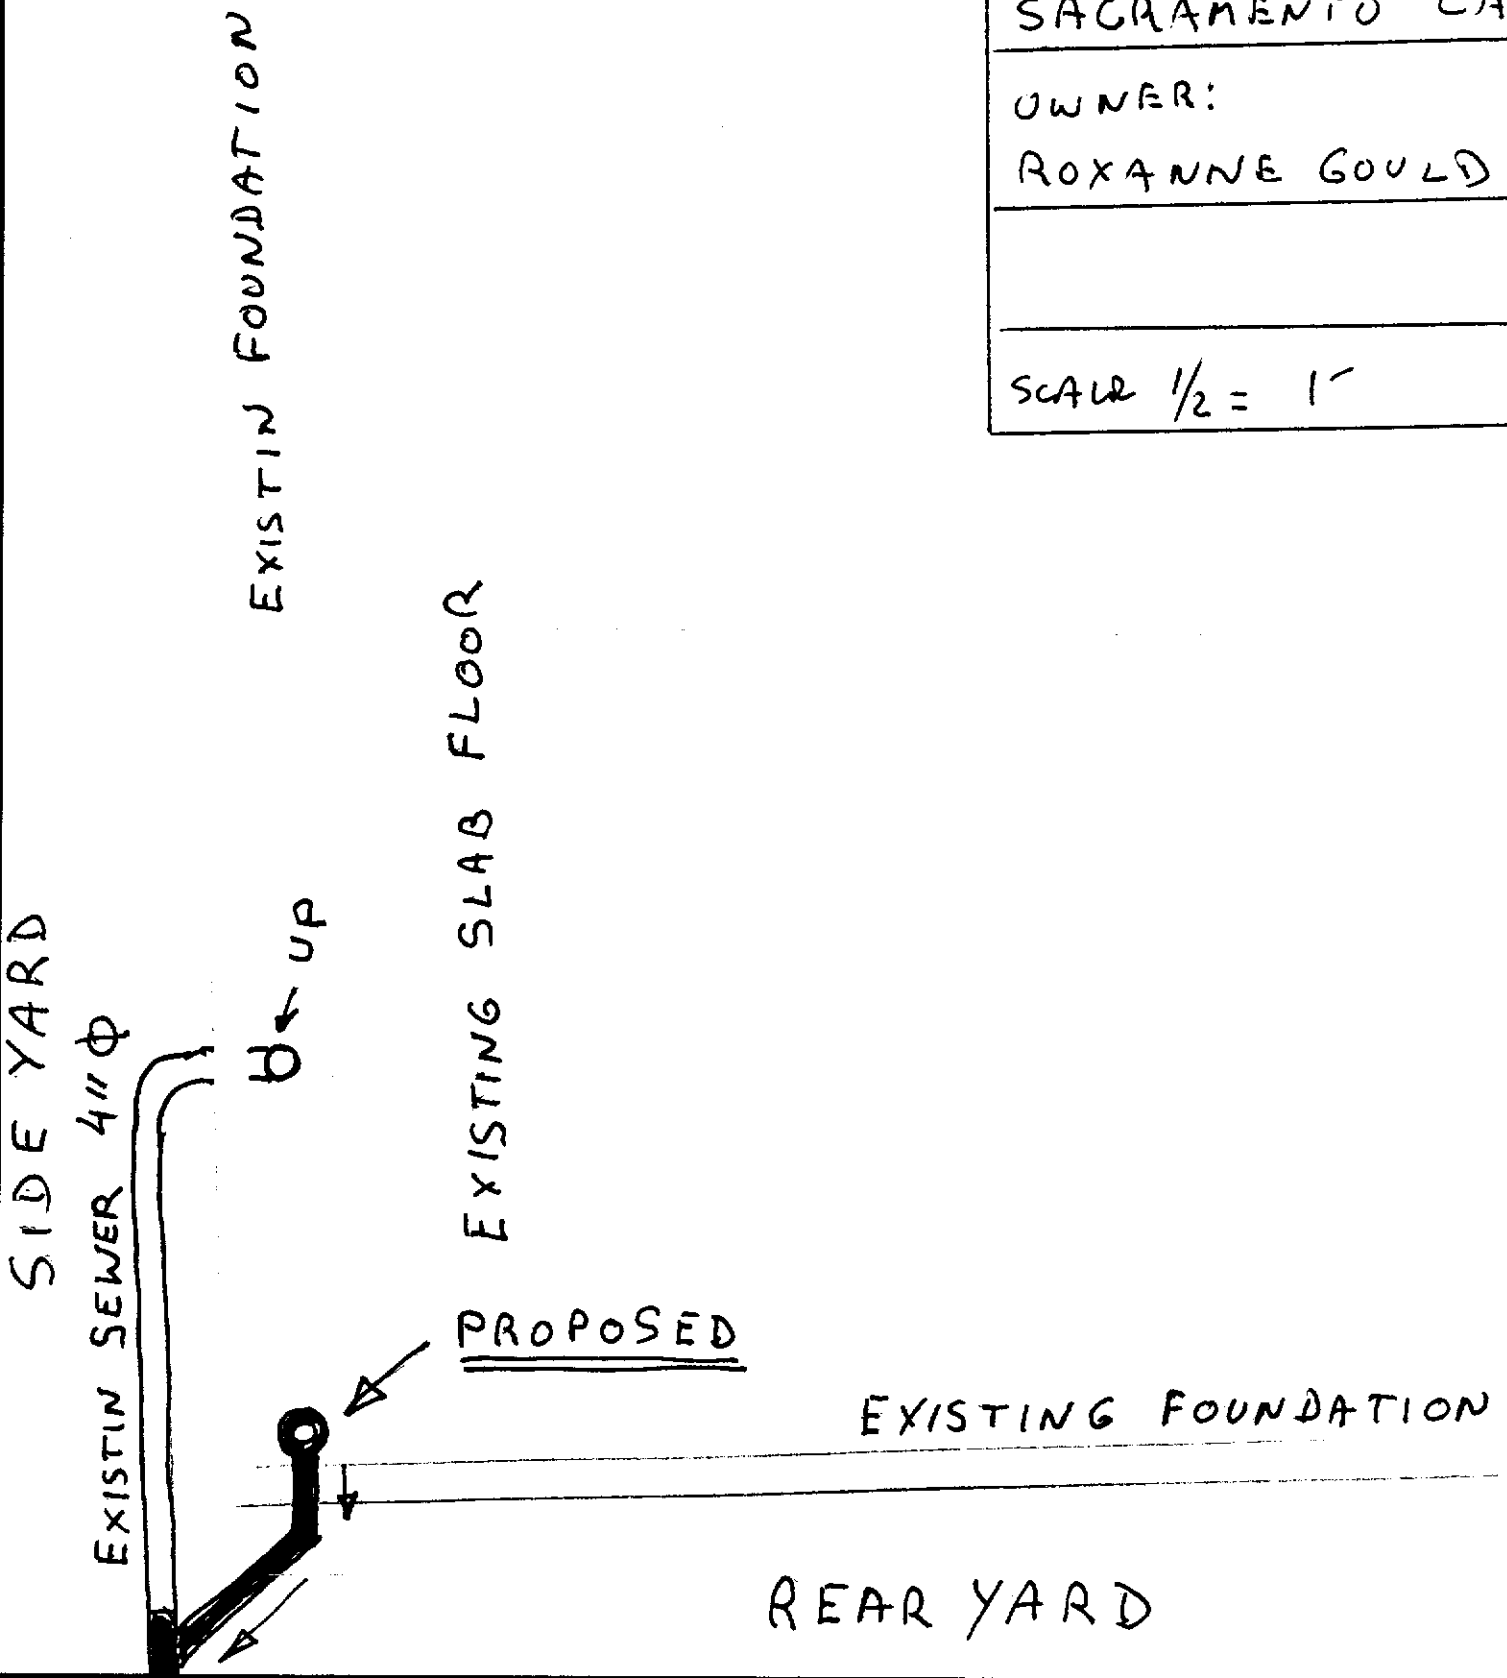 SACRAMENTO CA
OWNER:
ROXANNE GOULD
SCALE 1/2 = 1'
EXISTIN FOUNDATION
EXISTING SLAB FLOOR
UP
SIDE YARD
EXISTIN SEWER 4" Φ
PROPOSED
EXISTING FOUNDATION
REAR YARD